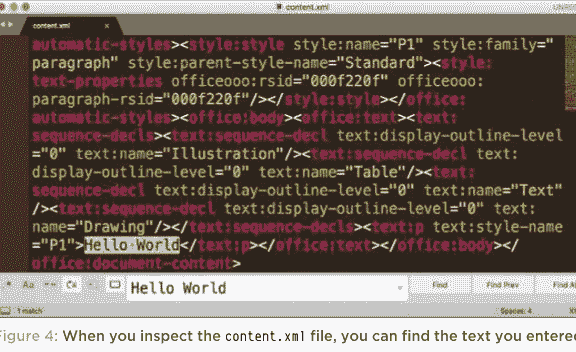 content.xml
UNREG
content.xml
automatic-styles><style:style style:name="P1" style:family="
paragraph" style:parent-style-name="Standard"><style:
text-properties officeooo:rsid="000f220f" officeooo:
paragraph-rsid="000f220f"/></style:style></office:
automatic-styles><office:body><office:text><text:
sequence-decls><text:sequence-decl text:display-outline-level
="0" text:name="Illustration"/><text:sequence-decl text:
display-outline-level="0" text:name="Table"/><text:
sequence-decl text:display-outline-level="0" text:name="Text"
/><text:sequence-decl text:display-outline-level="0" text:
name="Drawing"/></text:sequence-decls><text:p text:style-name
="P1">Hello World</text:p></office:text></office:body></
office:document-content>
.* Aa Hello World Find Find Prev Find Al
1 match Spaces: 4
Figure 4: When you inspect the content.xml file, you can find the text you entered